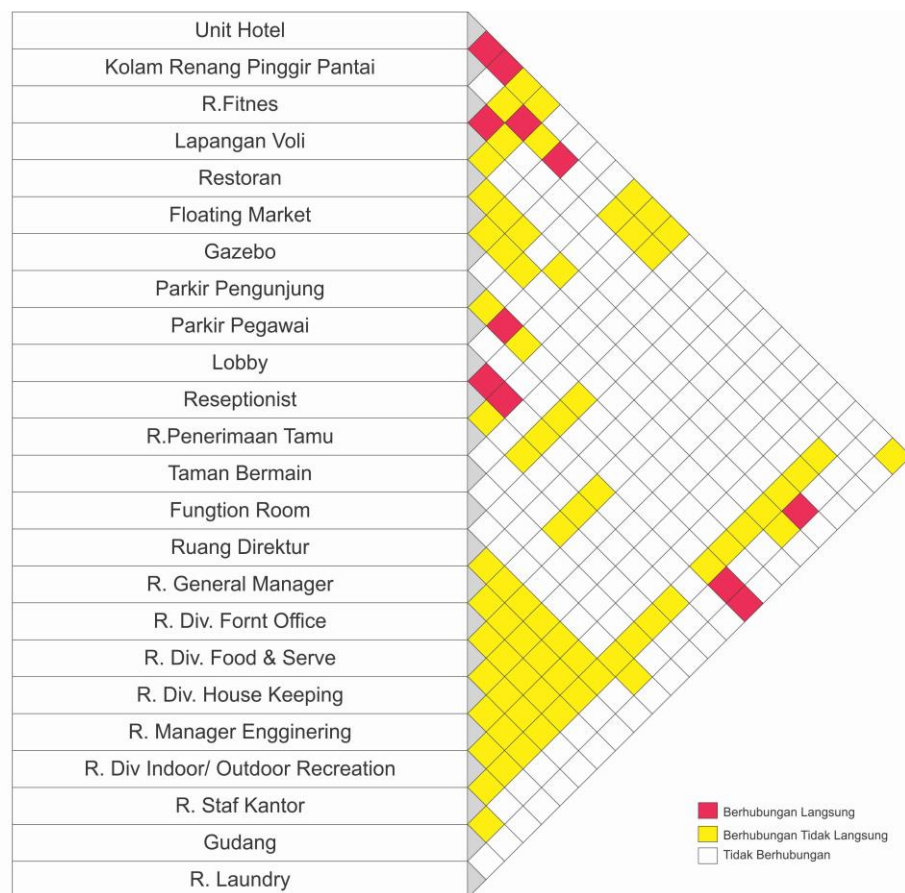 Unit Hotel
Kolam Renang Pinggir Pantai
R.Fitnes
Lapangan Voli
Restoran
Floating Market
Gazebo
Parkir Pengunjung
Parkir Pegawai
Lobby
Reseptionist
R.Penerimaan Tamu
Taman Bermain
Fungtion Room
Ruang Direktur
R. General Manager
R. Div. Fornt Office
R. Div. Food & Serve
R. Div. House Keeping
R. Manager Engginering
R. Div Indoor/ Outdoor Recreation
R. Staf Kantor
Gudang
R. Laundry
Berhubungan Langsung
Berhubungan Tidak Langsung
Tidak Berhubungan